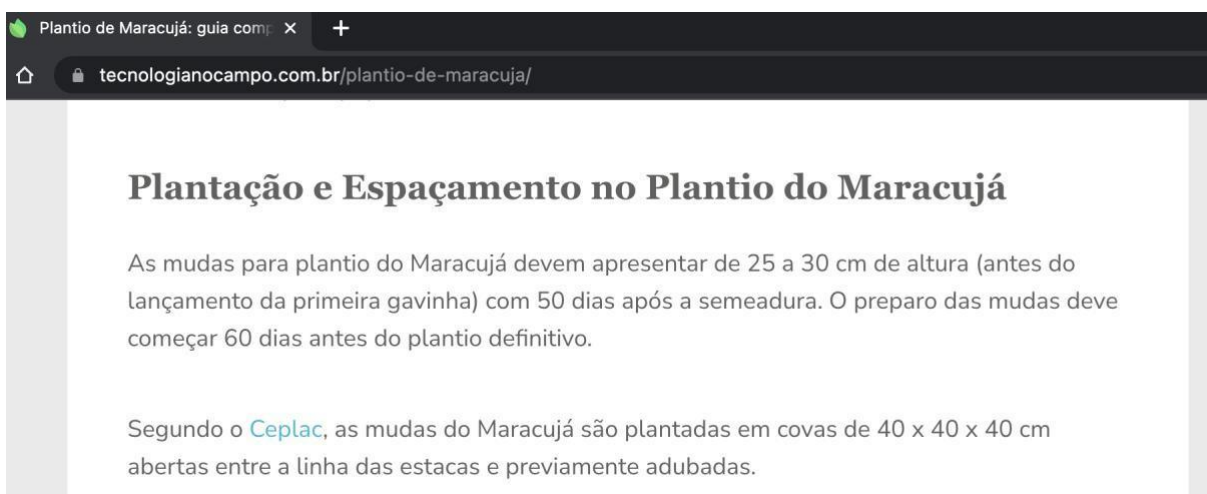 Plantio de Maracujá: guia comp
tecnologianocampo.com.br/plantio-de-maracuja/
Plantação e Espaçamento no Plantio do Maracujá
As mudas para plantio do Maracujá devem apresentar de 25 a 30 cm de altura (antes do
lançamento da primeira gavinha) com 50 dias após a semeadura. O preparo das mudas deve
começar 60 dias antes do plantio definitivo.
Segundo o Ceplac, as mudas do Maracujá são plantadas em covas de 40 x 40 x 40 cm
abertas entre a linha das estacas e previamente adubadas.